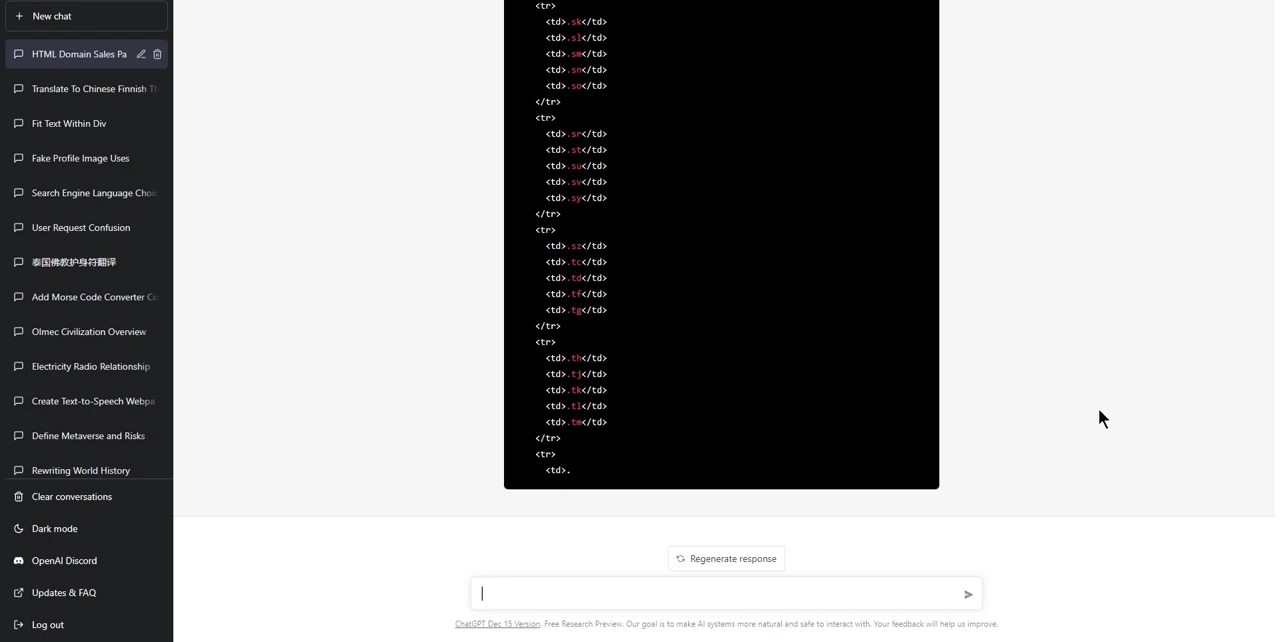 New chat
HTML Domain Sales Pa
Translate To Chinese Finnish Th
Fit Text Within Div
Fake Profile Image Uses
Search Engine Language Choic
User Request Confusion
泰国佛教护身符翻译
Add Morse Code Converter Co
Olmec Civilization Overview
Electricity Radio Relationship
Create Text-to-Speech Webpa
Define Metaverse and Risks
Rewriting World History
Clear conversations
Dark mode
OpenAI Discord
Updates & FAQ
Log out
<tr>
<td>.sk</td>
<td>.sl</td>
<td>.sm</td>
<td>.sn</td>
<td>.so</td>
</tr>
<tr>
<td>.sr</td>
<td>.st</td>
<td>.su</td>
<td>.sv</td>
<td>.sy</td>
</tr>
<tr>
<td>.sz</td>
<td>.tc</td>
<td>.td</td>
<td>.tf</td>
<td>.tg</td>
</tr>
<tr>
<td>.th</td>
<td>.tj</td>
<td>.tk</td>
<td>.tl</td>
<td>.tm</td>
</tr>
<tr>
<td>.
Regenerate response
ChatGPT Dec 15 Version. Free Research Preview. Our goal is to make AI systems more natural and safe to interact with. Your feedback will help us improve.